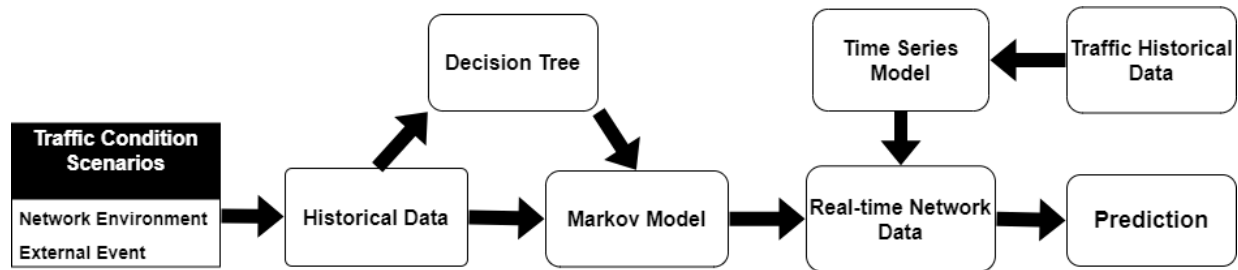 Traffic Condition
Scenarios
Network Environment
External Event
Historical Data
Decision Tree
Markov Model
Time Series
Model
Traffic Historical
Data
Real-time Network
Data
Prediction